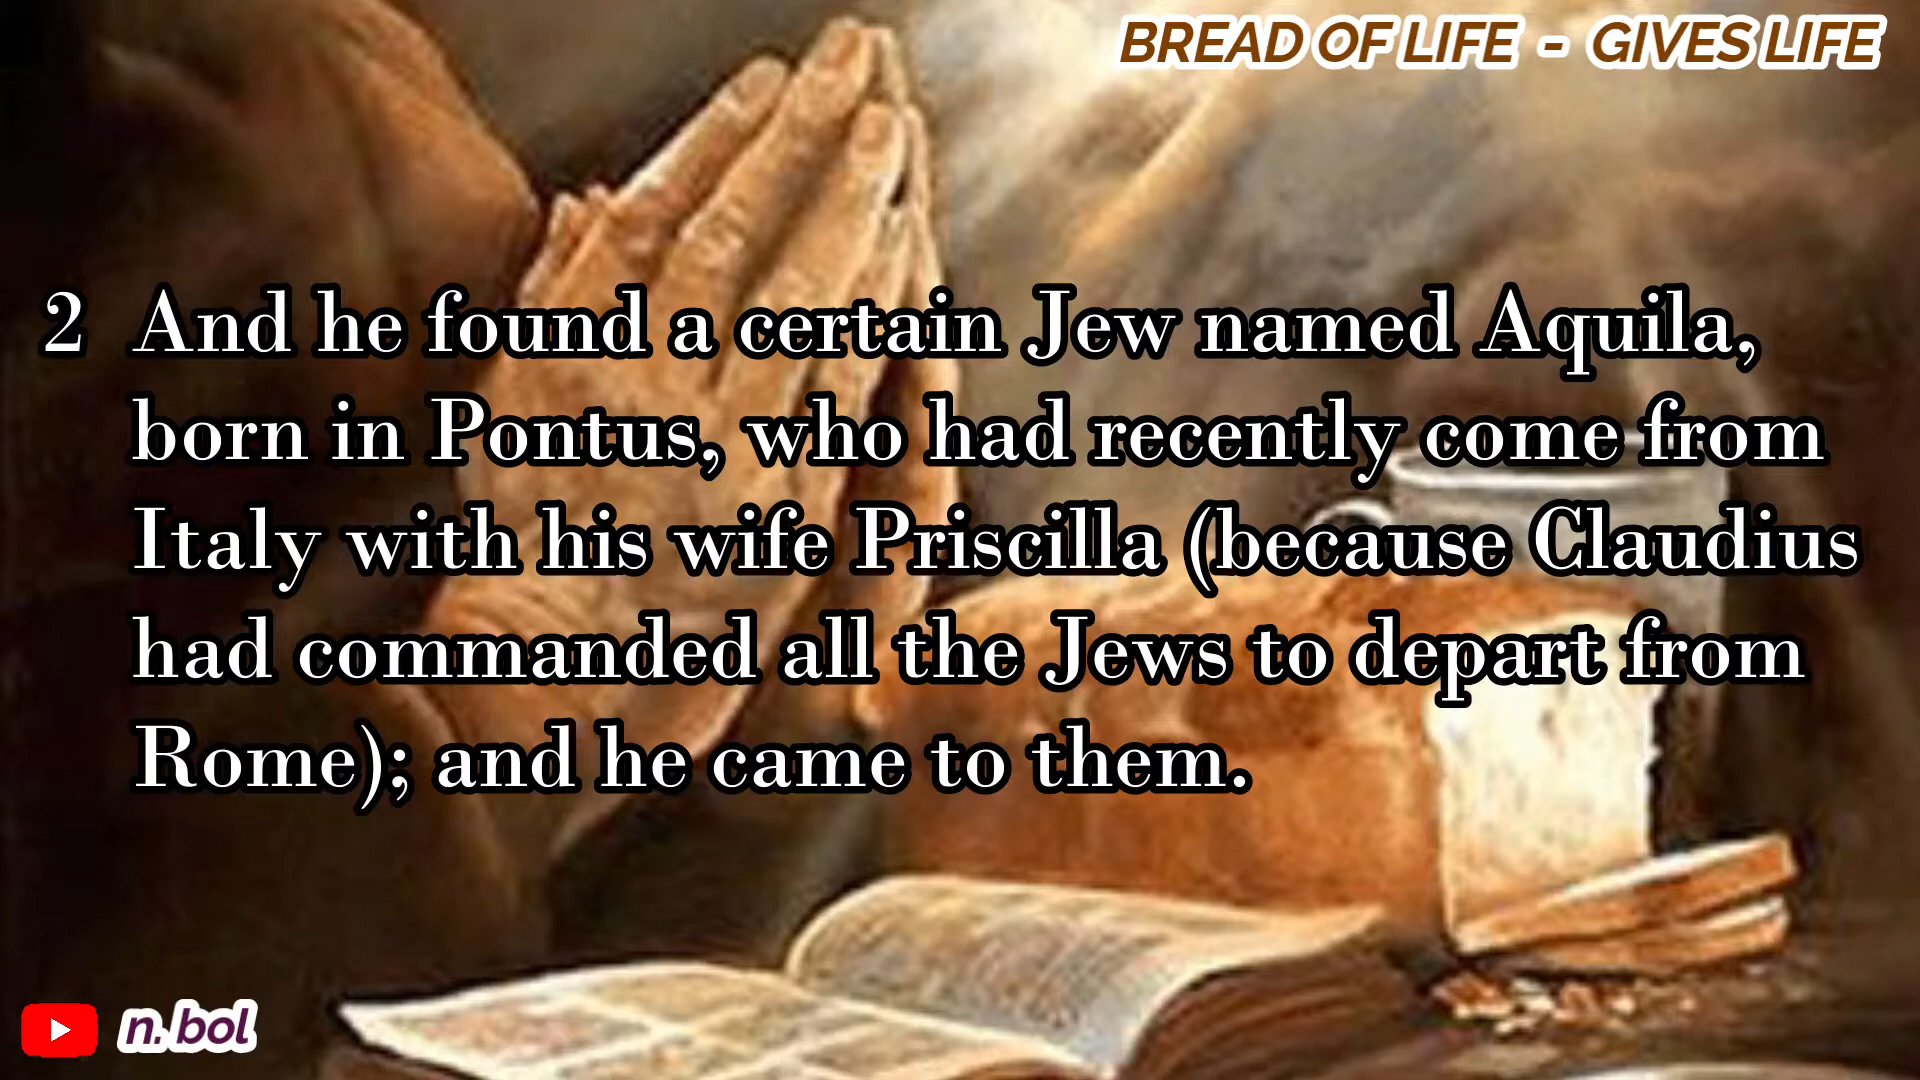 BREAD OF LIFE - GIVES LIFE
2 And he found a certain Jew named Aquila,
born in Pontus, who had recently come from
Italy with his wife Priscilla (because Claudius
had commanded all the Jews to depart from
Rome); and he came to them.
n. bol